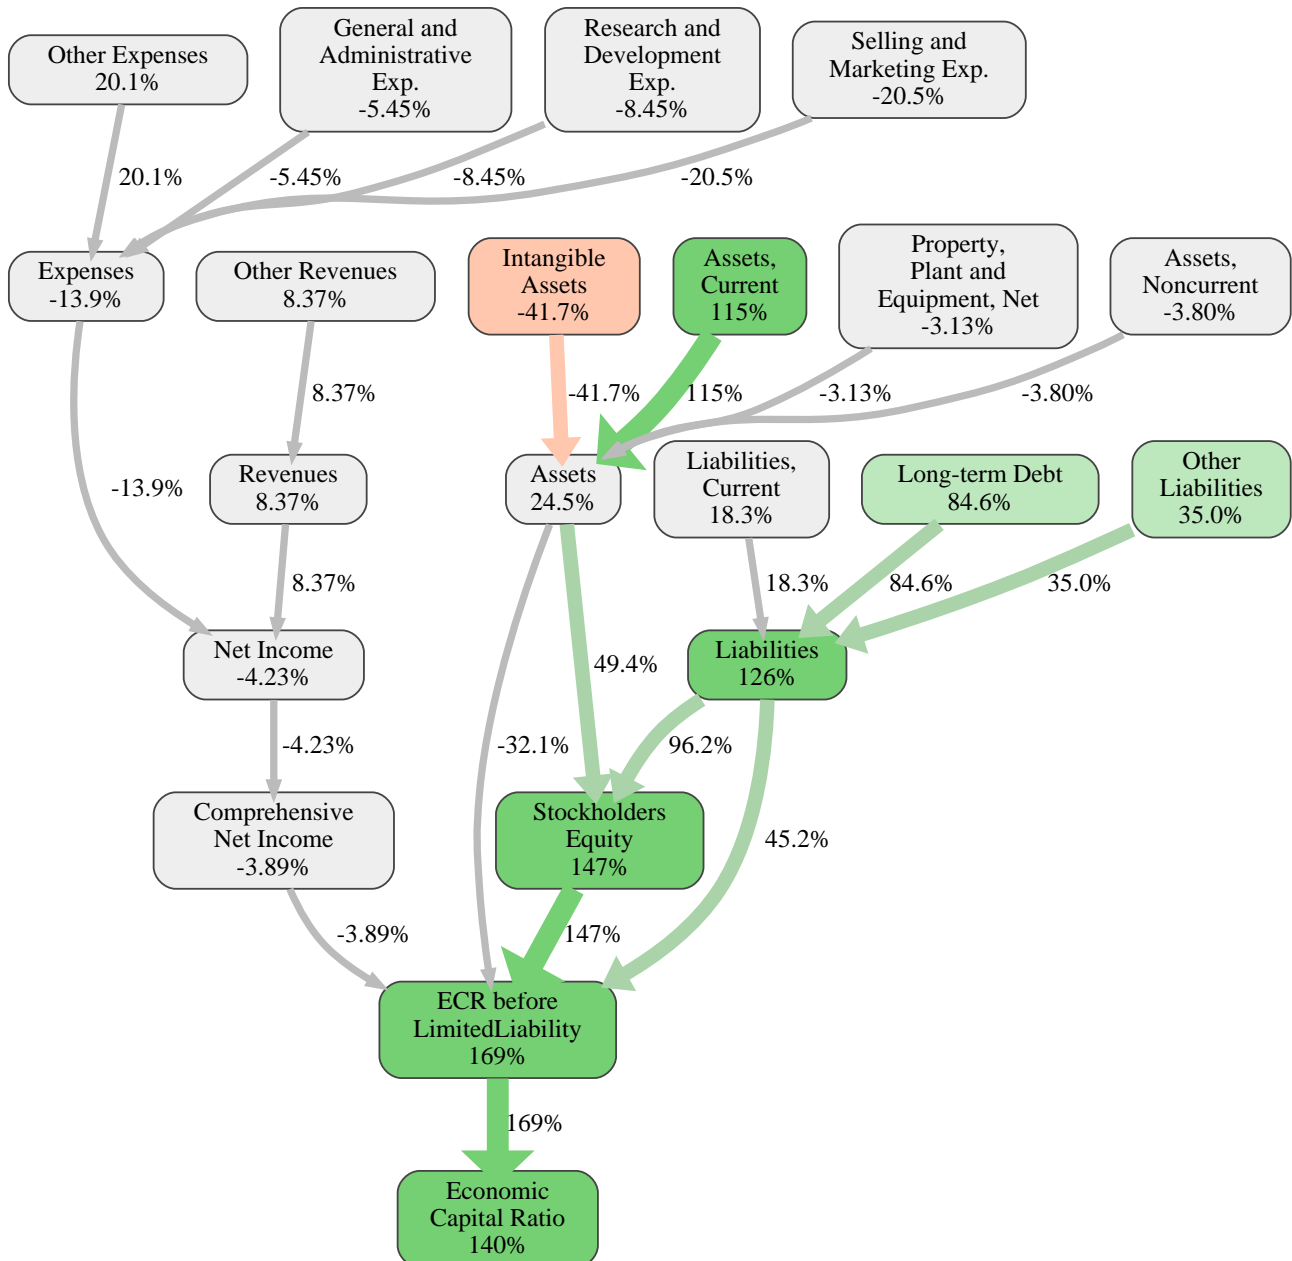 Other Expenses
20.1%
General and
Administrative
Exp.
-5.45%
Research and
Development
Exp.
-8.45%
Selling and
Marketing Exp.
-20.5%
20.1%
-5.45%
-8.45%
-20.5%
Expenses
-13.9%
Other Revenues
8.37%
Intangible
Assets
-41.7%
Assets,
Current
115%
Property,
Plant and
Equipment, Net
-3.13%
Assets,
Noncurrent
-3.80%
8.37%
-41.7%
115%
-3.13%
-3.80%
-13.9%
Revenues
8.37%
Assets
24.5%
Liabilities,
Current
18.3%
Long-term Debt
84.6%
Other
Liabilities
35.0%
8.37%
18.3%
84.6%
35.0%
Net Income
-4.23%
49.4%
Liabilities
126%
-4.23%
-32.1%
96.2%
Comprehensive
Net Income
-3.89%
Stockholders
Equity
147%
45.2%
-3.89%
147%
ECR before
LimitedLiability
169%
169%
Economic
Capital Ratio
140%